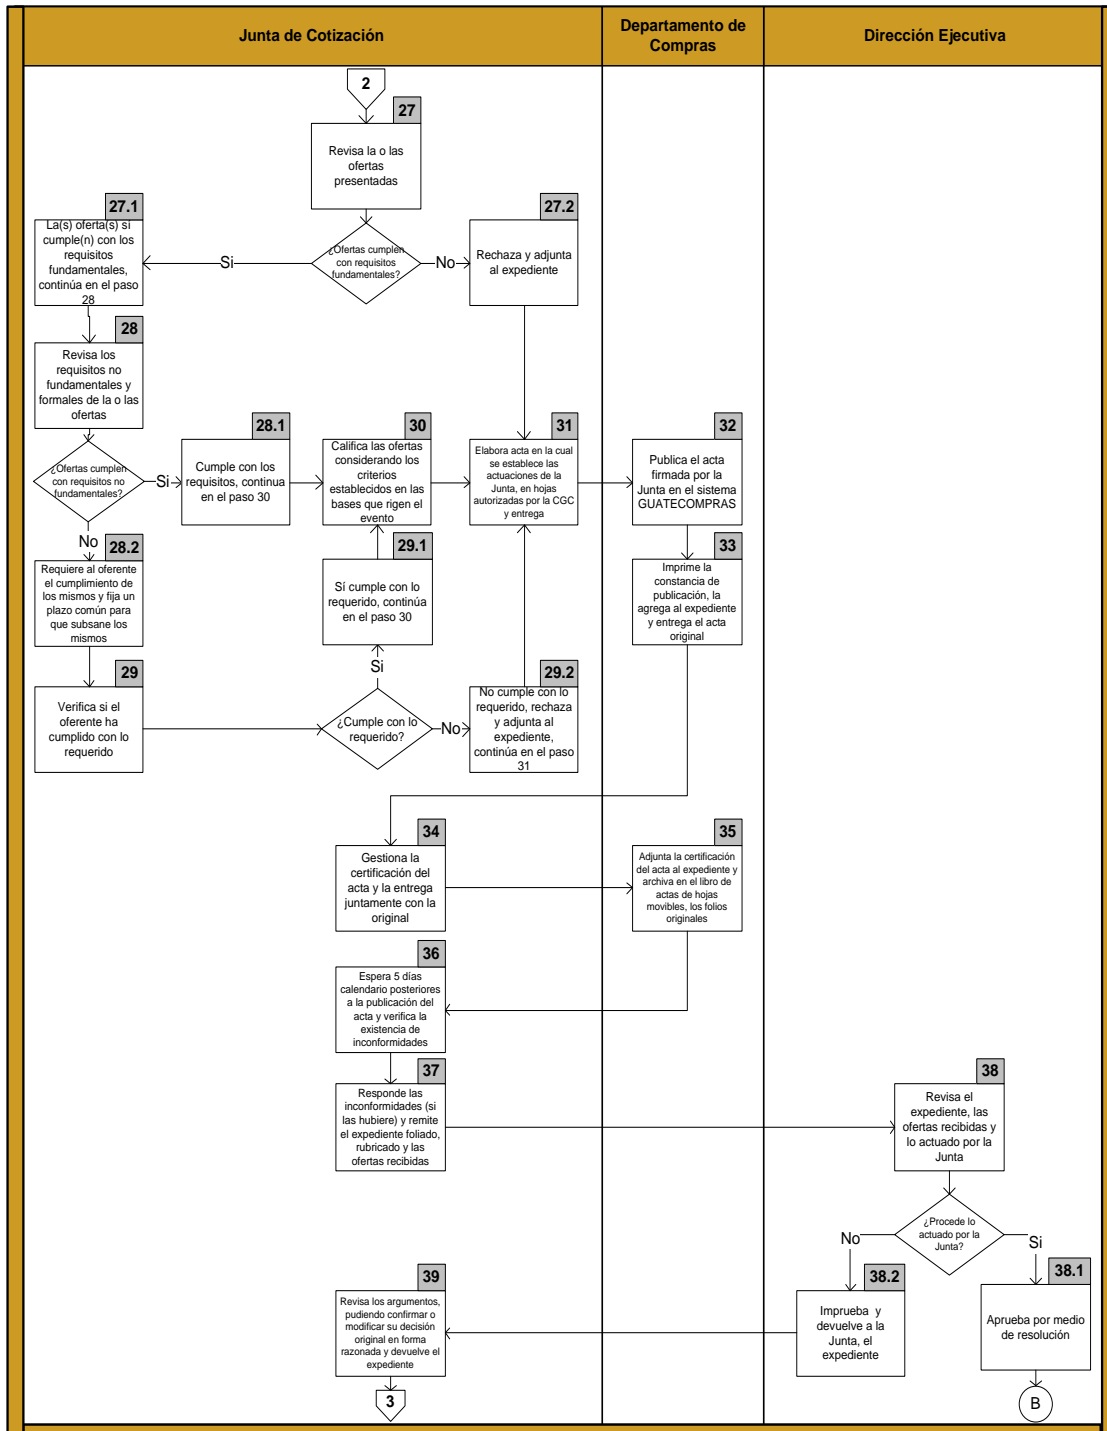 Junta de Cotización
Departamento de
Compras
Dirección Ejecutiva
2
27
Revisa la o las
ofertas
presentadas
27.1
La(s) oferta(s) sí
cumple(n) con los
requisitos
fundamentales,
continúa en el paso
28
Si
¿Ofertas cumplen
con requisitos
fundamentales?
No
27.2
Rechaza y adjunta
al expediente
28
Revisa los
requisitos no
fundamentales y
formales de la o las
ofertas
¿Ofertas cumplen
con requisitos no
fundamentales?
Si
28.1
Cumple con los
requisitos, continua
en el paso 30
30
Califica las ofertas
considerando los
criterios
establecidos en las
bases que rigen el
evento
31
Elabora acta en la cual
se establece las
actuaciones de la
Junta, en hojas
autorizadas por la CGC
y entrega
32
Publica el acta
firmada por la
Junta en el sistema
GUATECOMPRAS
No
28.2
Requiere al oferente
el cumplimiento de
los mismos y fija un
plazo común para
que subsane los
mismos
29.1
Sí cumple con lo
requerido, continúa
en el paso 30
33
Imprime la
constancia de
publicación, la
agrega al expediente
y entrega el acta
original
29
Verifica si el
oferente ha
cumplido con lo
requerido
Si
¿Cumple con lo
requerido?
No
29.2
No cumple con lo
requerido, rechaza
y adjunta al
expediente,
continúa en el paso
31
34
Gestiona la
certificación del
acta y la entrega
juntamente con la
original
35
Adjunta la certificación
del acta al expediente y
archiva en el libro de
actas de hojas
movibles, los folios
originales
36
Espera 5 días
calendario posteriores
a la publicación del
acta y verifica la
existencia de
inconformidades
37
Responde las
inconformidades (si
las hubiere) y remite
el expediente foliado,
rubricado y las
ofertas recibidas
38
Revisa el
expediente, las
ofertas recibidas y
lo actuado por la
Junta
¿Procede lo
actuado por la
Junta?
No
Si
38.2
Imprueba y
devuelve a la
Junta, el
expediente
38.1
Aprueba por medio
de resolución
39
Revisa los argumentos,
pudiendo confirmar o
modificar su decisión
original en forma
razonada y devuelve el
expediente
3
B